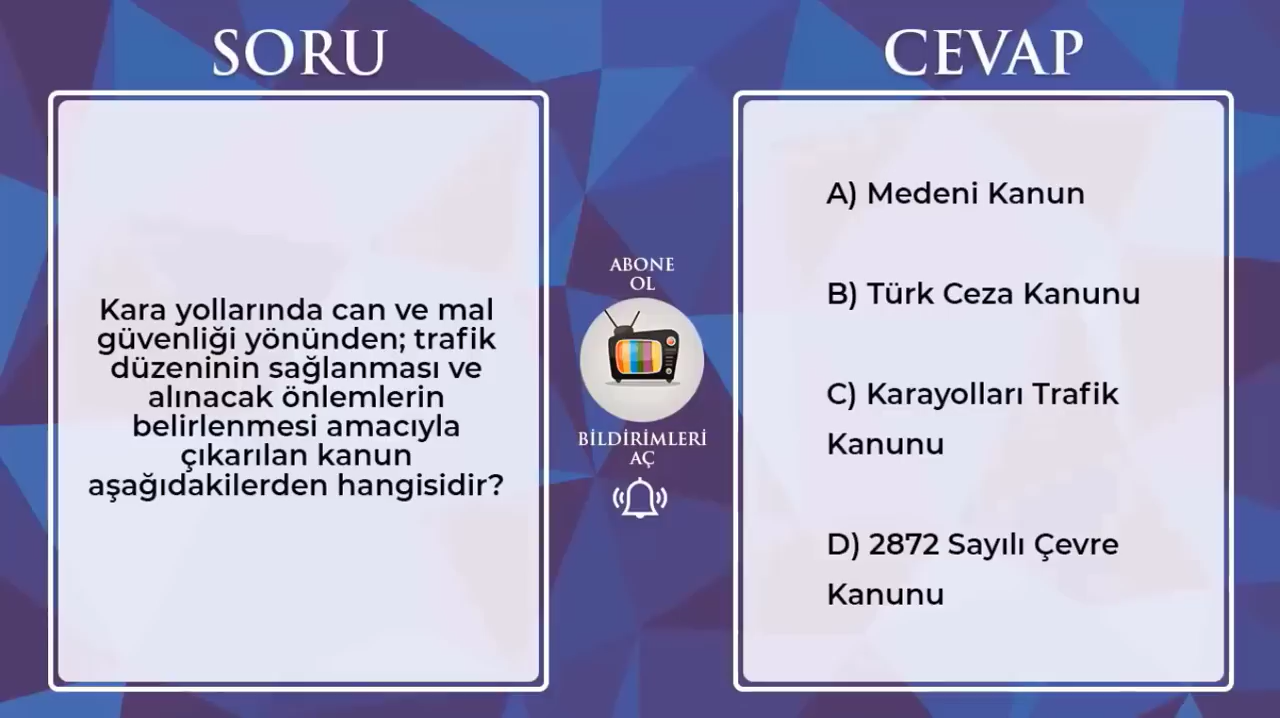 SORU
Kara yollarında can ve mal
güvenliği yönünden; trafik
düzeninin sağlanması ve
alınacak önlemlerin
belirlenmesi amacıyla
çıkarılan kanun
aşağıdakilerden hangisidir?
ABONE
OL
BİLDİRİMLERİ
AÇ
CEVAP
A) Medeni Kanun
B) Türk Ceza Kanunu
C) Karayolları Trafik
Kanunu
D) 2872 Sayılı Çevre
Kanunu